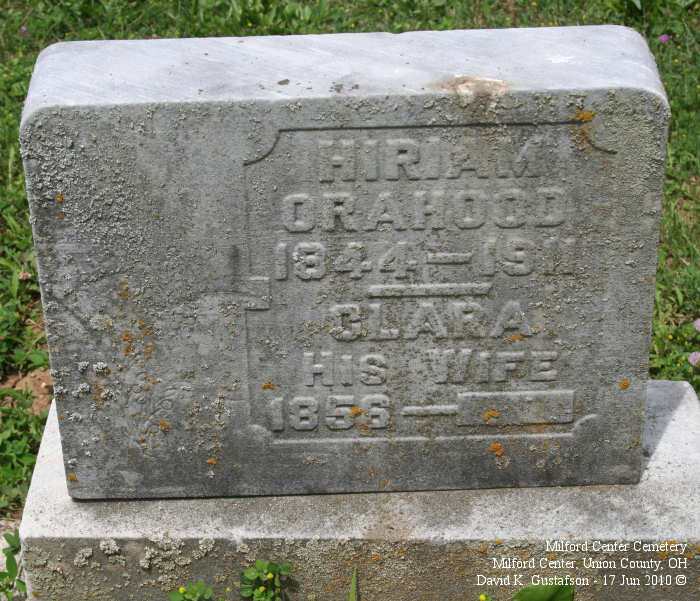 HIRIAM
ORAHOOD
1844 — 1911
CLARA
HIS WIFE
1856 —
Milford Center Cemetery
Milford Center, Union County, OH
David K. Gustafson - 17 Jun 2010 ©